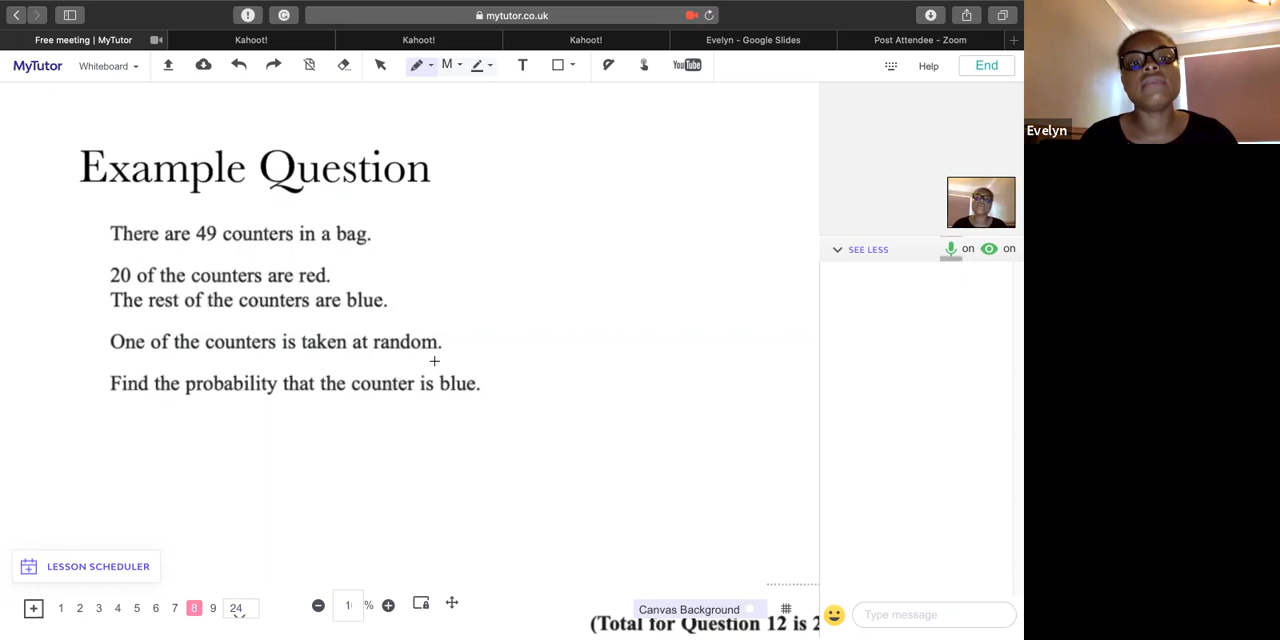 mytutor.co.uk
Free meeting | MyTutor
Kahoot!
Kahoot!
Kahoot!
Evelyn - Google Slides
Post Attendee - Zoom
MyTutor
Whiteboard
M
T
YouTube
Help
End
Example Question
There are 49 counters in a bag.
20 of the counters are red.
The rest of the counters are blue.
One of the counters is taken at random.
Find the probability that the counter is blue.
SEE LESS
on
on
Evelyn
LESSON SCHEDULER
1 2 3 4 5 6 7 8 9 24
%
Canvas Background
Type message
(Total for Question 12 is 2